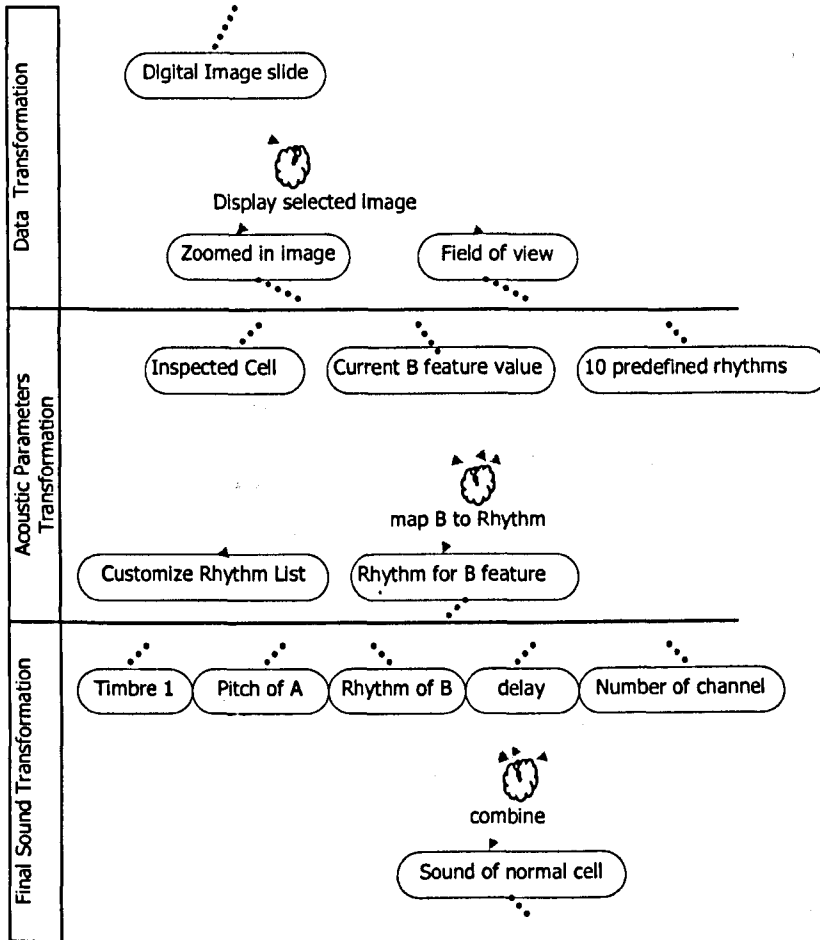 Data Transformation
Digital Image slide
Display selected image
Zoomed in image
Field of view
Acoustic Parameters
Transformation
Inspected Cell
Current B feature value
10 predefined rhythms
map B to Rhythm
Customize Rhythm List
Rhythm for B feature
Final Sound Transformation
Timbre 1
Pitch of A
Rhythm of B
delay
Number of channel
combine
Sound of normal cell